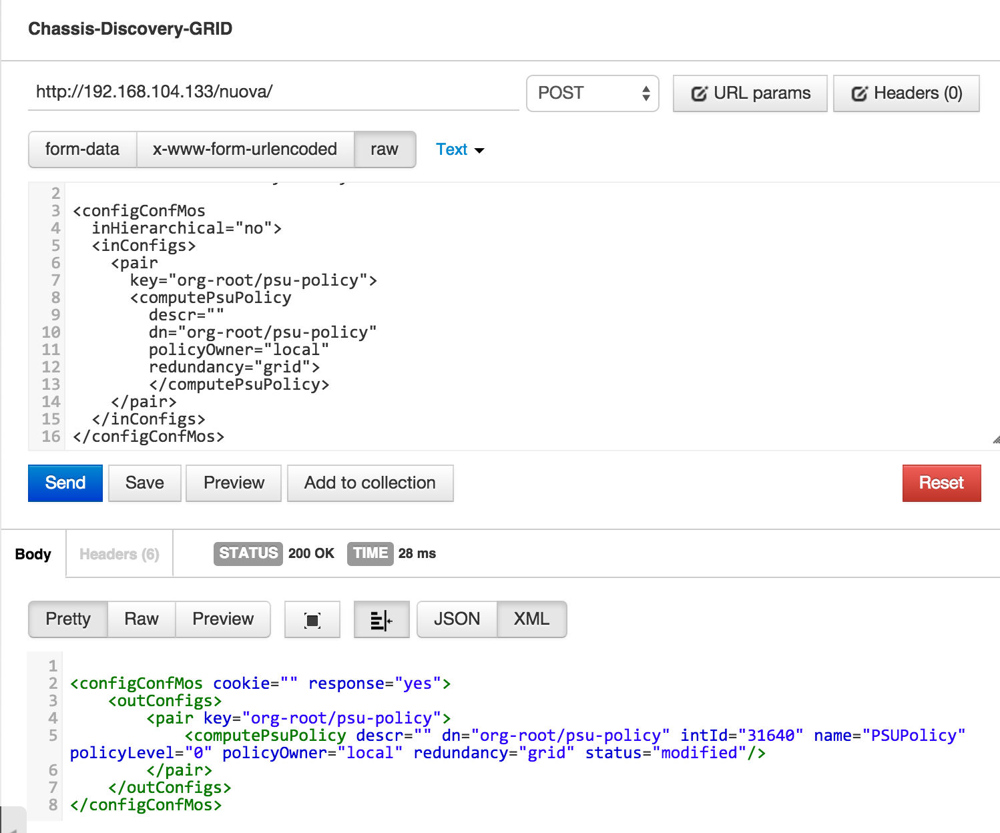 Chassis-Discovery-GRID
http://192.168.104.133/nuova/ POST URL params Headers (0)
form-data x-www-form-urlencoded raw Text
2
3 <configConfMos
4 inHierarchical="no">
5 <inConfigs>
6 <pair
7 key="org-root/psu-policy">
8 <computePsuPolicy
9 descr=""
10 dn="org-root/psu-policy"
11 policyOwner="local"
12 redundancy="grid">
13 </computePsuPolicy>
14 </pair>
15 </inConfigs>
16 </configConfMos>
Send Save Preview Add to collection Reset
Body Headers (6) STATUS 200 OK TIME 28 ms
Pretty Raw Preview JSON XML
1
2 <configConfMos cookie="" response="yes">
3 <outConfigs>
4 <pair key="org-root/psu-policy">
5 <computePsuPolicy descr="" dn="org-root/psu-policy" intId="31640" name="PSUPolicy"
policyLevel="0" policyOwner="local" redundancy="grid" status="modified"/>
6 </pair>
7 </outConfigs>
8 </configConfMos>